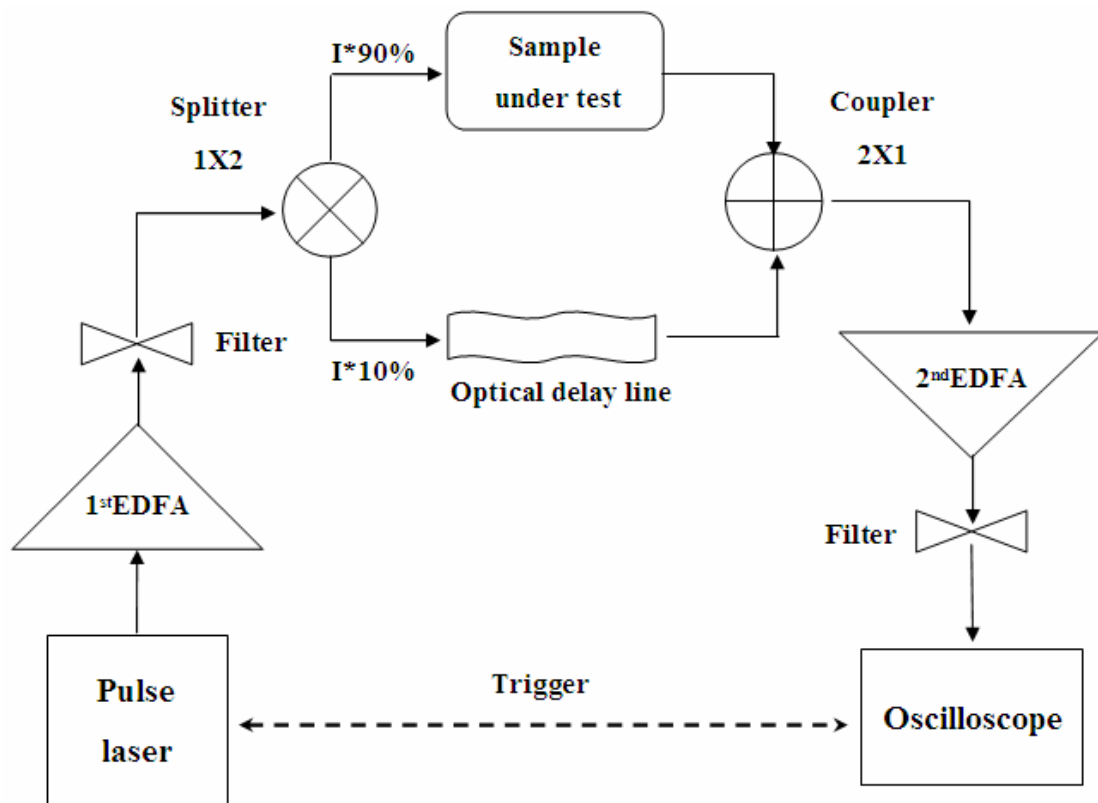 I*90%
Sample
under test
Splitter
1X2
Coupler
2X1
Filter
I*10%
Optical delay line
1stEDFA
2ndEDFA
Filter
Pulse
laser
Trigger
Oscilloscope